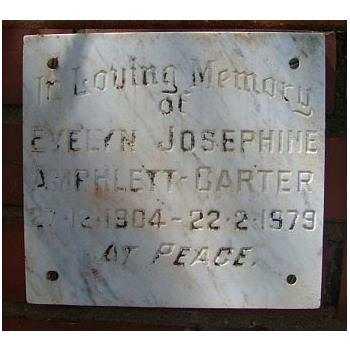 In Loving Memory
of
EVELYN JOSEPHINE
AMPHLETT-CARTER
27·12·1904 - 22·2·1979
AT PEACE.